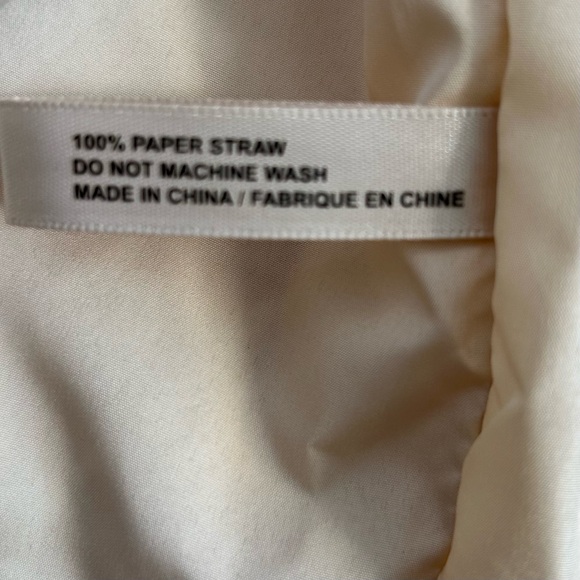 100% PAPER STRAW
DO NOT MACHINE WASH
MADE IN CHINA / FABRIQUE EN CHINE